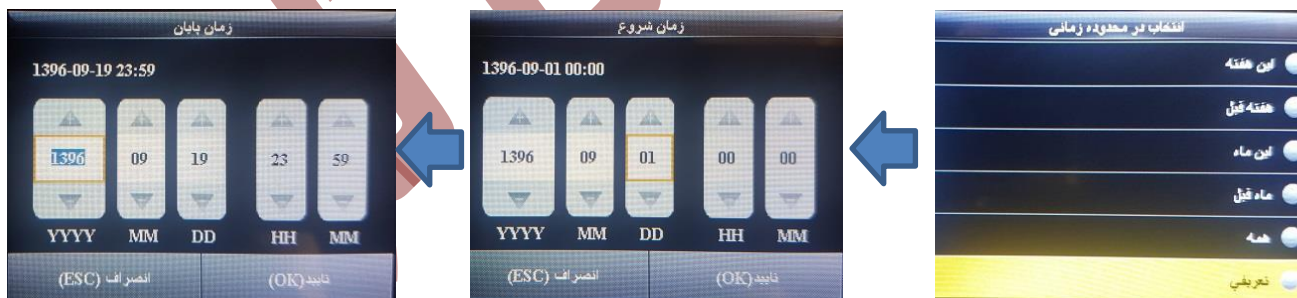 انتخاب در محدوده زمانی
این هفته
هفته قبل
این ماه
ماه قبل
همه
تعریفي
زمان شروع
1396-09-01 00:00
1396 09 01 00 00
YYYY MM DD HH MM
انصراف (ESC) تایید(OK)
زمان پایان
1396-09-19 23:59
1396 09 19 23 59
YYYY MM DD HH MM
انصراف (ESC) تایید(OK)